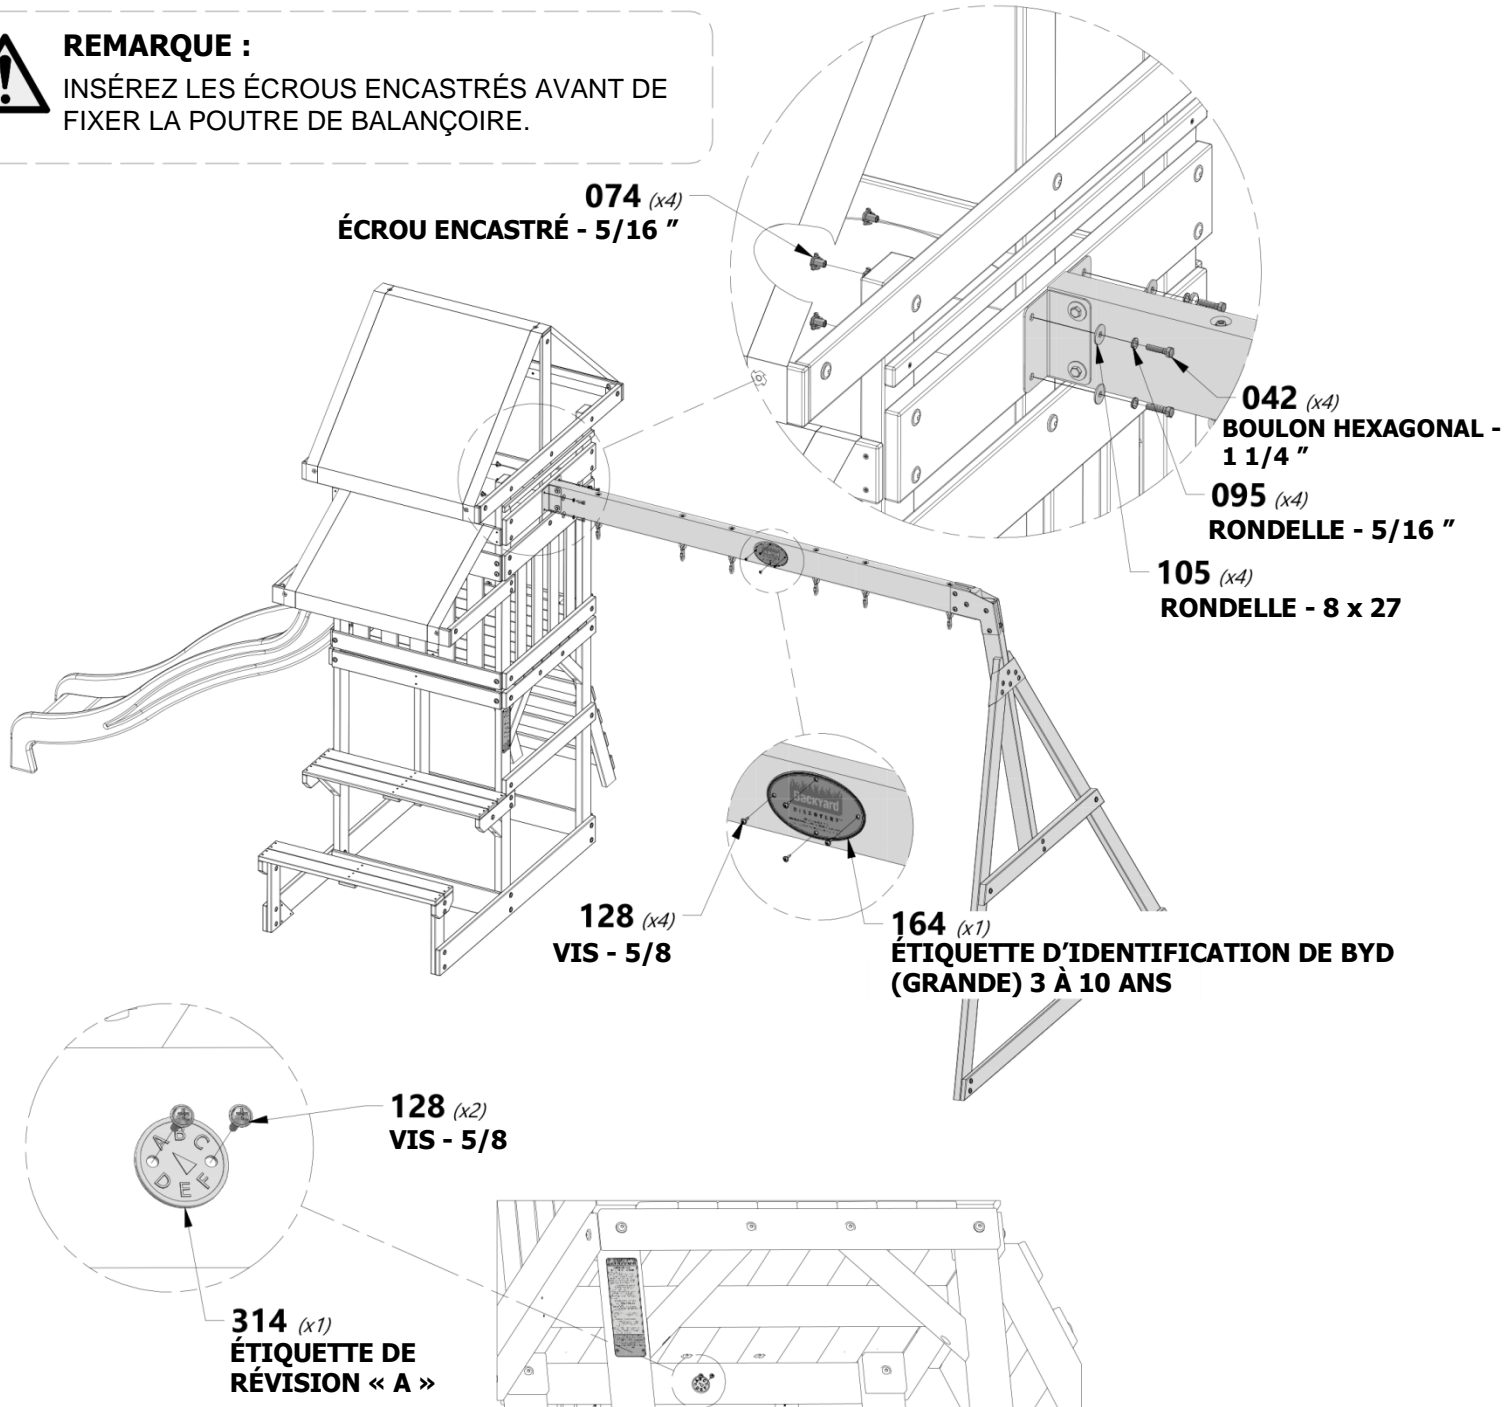 REMARQUE :
INSÉREZ LES ÉCROUS ENCASTRÉS AVANT DE
FIXER LA POUTRE DE BALANÇOIRE.
074 (x4)
ÉCROU ENCASTRÉ - 5/16 ″
042 (x4)
BOULON HEXAGONAL -
1 1/4 ″
095 (x4)
RONDELLE - 5/16 ″
105 (x4)
RONDELLE - 8 x 27
Backyard
DISCOVERY
128 (x4)
VIS - 5/8
164 (x1)
ÉTIQUETTE D’IDENTIFICATION DE BYD
(GRANDE) 3 À 10 ANS
128 (x2)
VIS - 5/8
A B C
D E F
314 (x1)
ÉTIQUETTE DE
RÉVISION « A »